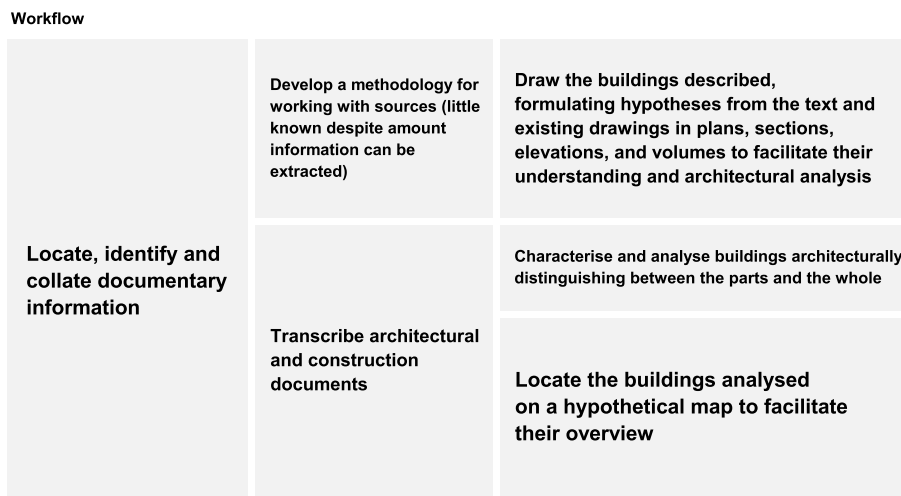 Workflow
Locate, identify and
collate documentary
information
Develop a methodology for
working with sources (little
known despite amount
information can be
extracted)
Transcribe architectural
and construction
documents
Draw the buildings described,
formulating hypotheses from the text and
existing drawings in plans, sections,
elevations, and volumes to facilitate their
understanding and architectural analysis
Characterise and analyse buildings architecturally
distinguishing between the parts and the whole
Locate the buildings analysed
on a hypothetical map to facilitate
their overview